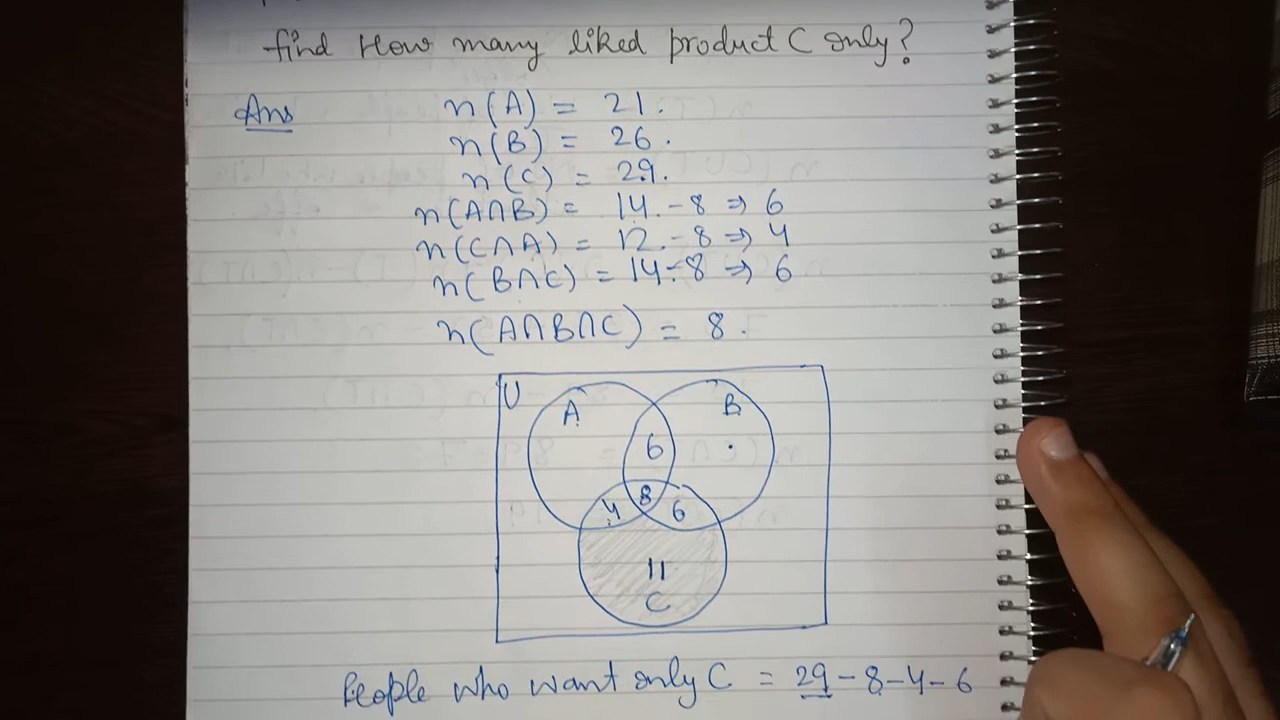 find How many liked product C only?
Ans
n(A) = 21.
n(B) = 26.
n(C) = 29.
n(A∩B) = 14.-8 ⇒ 6
n(C∩A) = 12.-8 ⇒ 4
n(B∩C) = 14-8 ⇒ 6
n(A∩B∩C) = 8.
U
A
B
6
8
4
6
11
C
People who want only C = 29-8-4-6